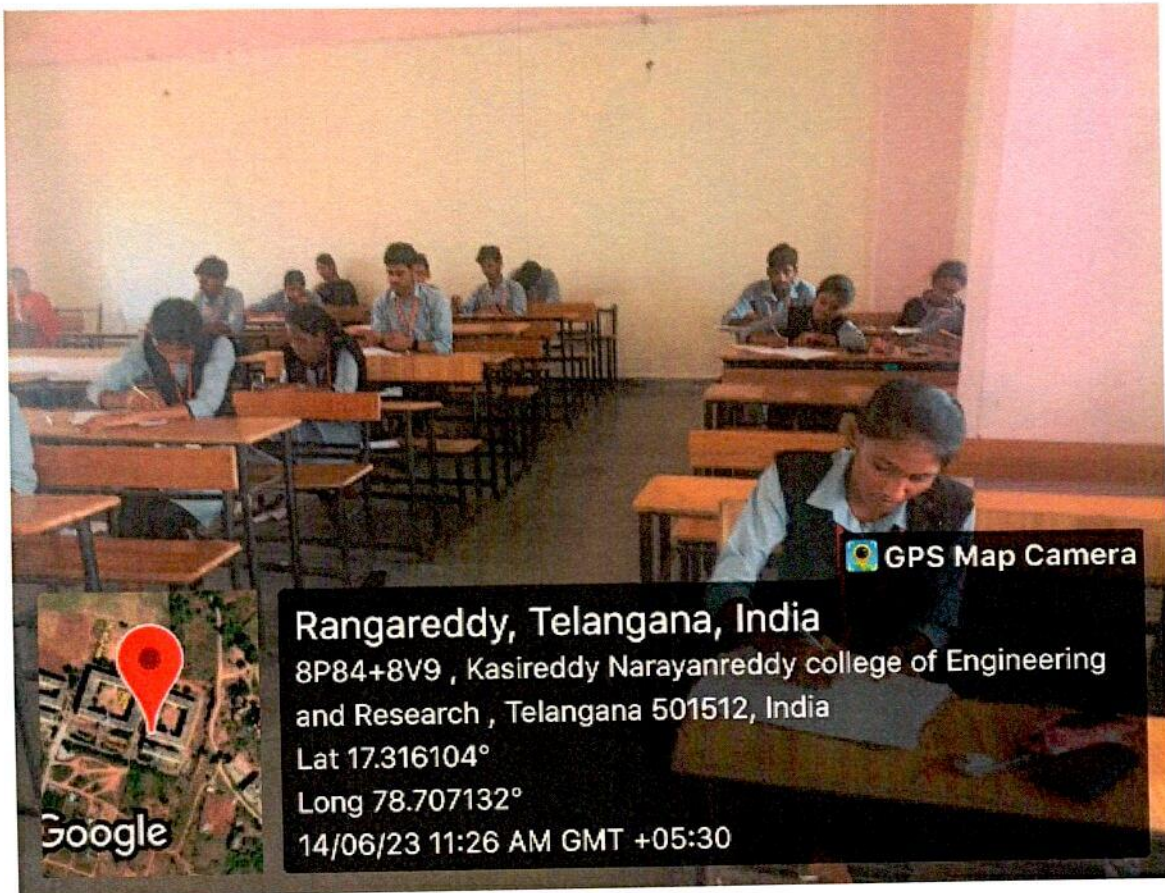 GPS Map Camera
Rangareddy, Telangana, India
8P84+8V9 , Kasireddy Narayanreddy college of Engineering
and Research , Telangana 501512, India
Lat 17.316104°
Long 78.707132°
14/06/23 11:26 AM GMT +05:30
Google